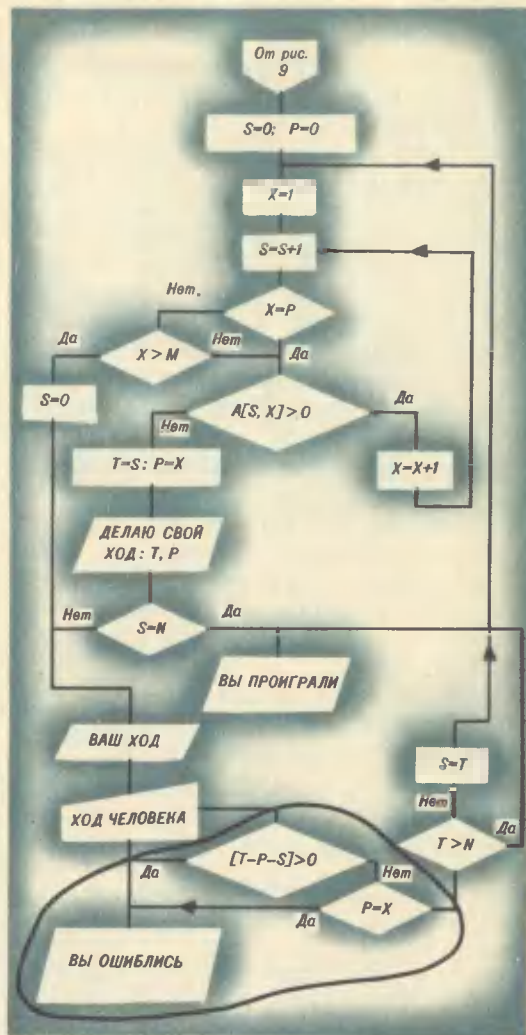 От рис.
9
S=0; P=0
X=1
S=S+1
Нет.
X=P
Да
X>M
Нет
Да
S=0
A[S, X]>0
Да
Нет
T=S: P=X
X=X+1
ДЕЛАЮ СВОЙ
ХОД: T, P
Нет
S=N
Да
ВЫ ПРОИГРАЛИ
ВАШ ХОД
S=T
Нет
ХОД ЧЕЛОВЕКА
T>N
Да
[T-P-S]>0
Да
Нет
P=X
Да
ВЫ ОШИБЛИСЬ